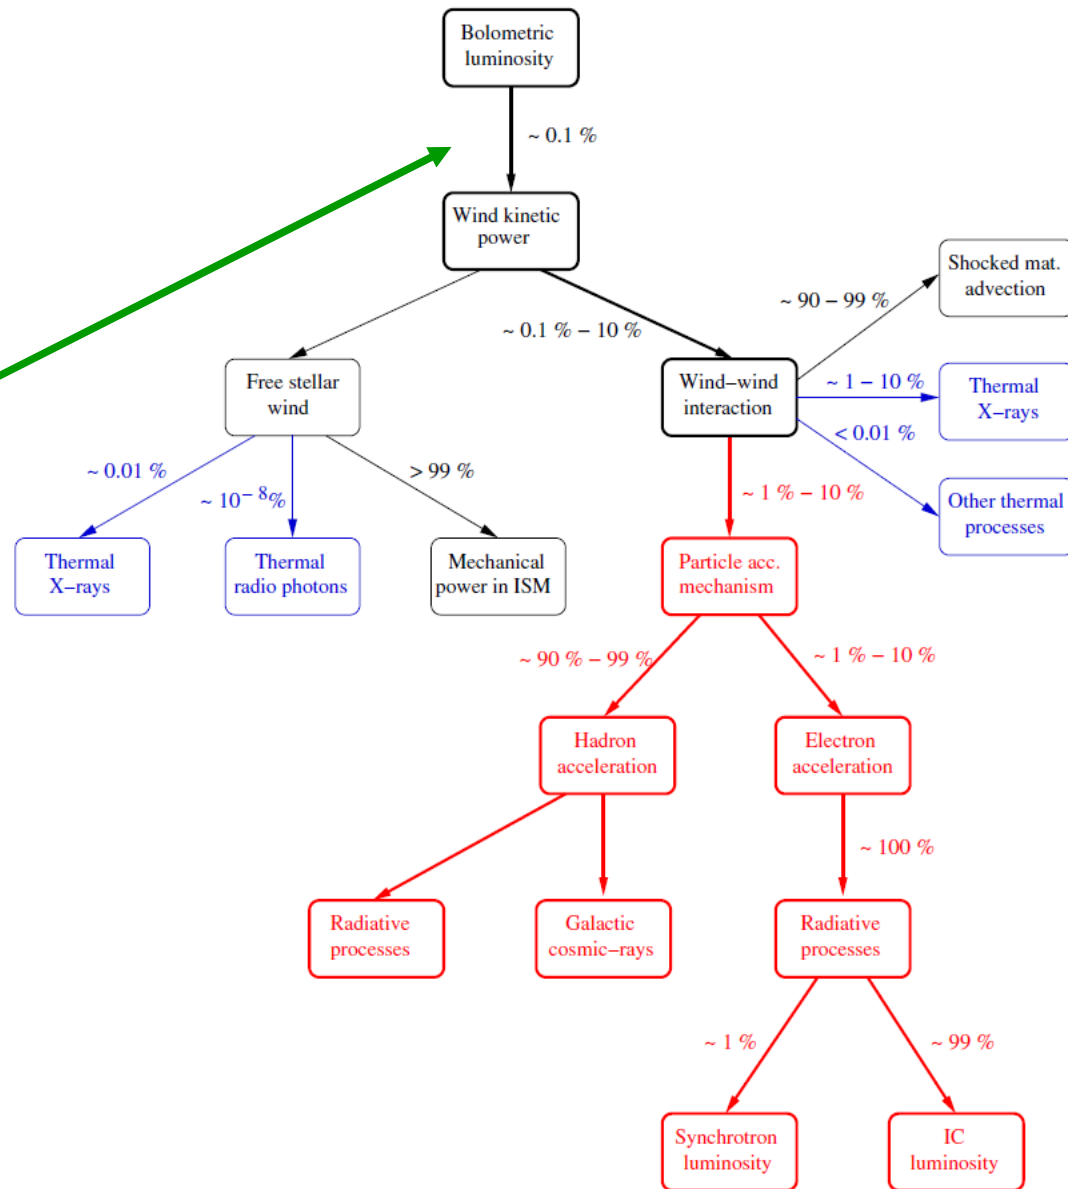 Bolometric
luminosity
~ 0.1 %
Wind kinetic
power
Shocked mat.
advection
~ 90 − 99 %
~ 0.1 % − 10 %
Free stellar
wind
Wind−wind
interaction
~ 1 − 10 %
Thermal
X−rays
< 0.01 %
~ 0.01 %
~ 10⁻⁸%
> 99 %
~ 1 % − 10 %
Other thermal
processes
Thermal
X−rays
Thermal
radio photons
Mechanical
power in ISM
Particle acc.
mechanism
~ 90 % − 99 %
~ 1 % − 10 %
Hadron
acceleration
Electron
acceleration
~ 100 %
Radiative
processes
Galactic
cosmic−rays
Radiative
processes
~ 1 %
~ 99 %
Synchrotron
luminosity
IC
luminosity